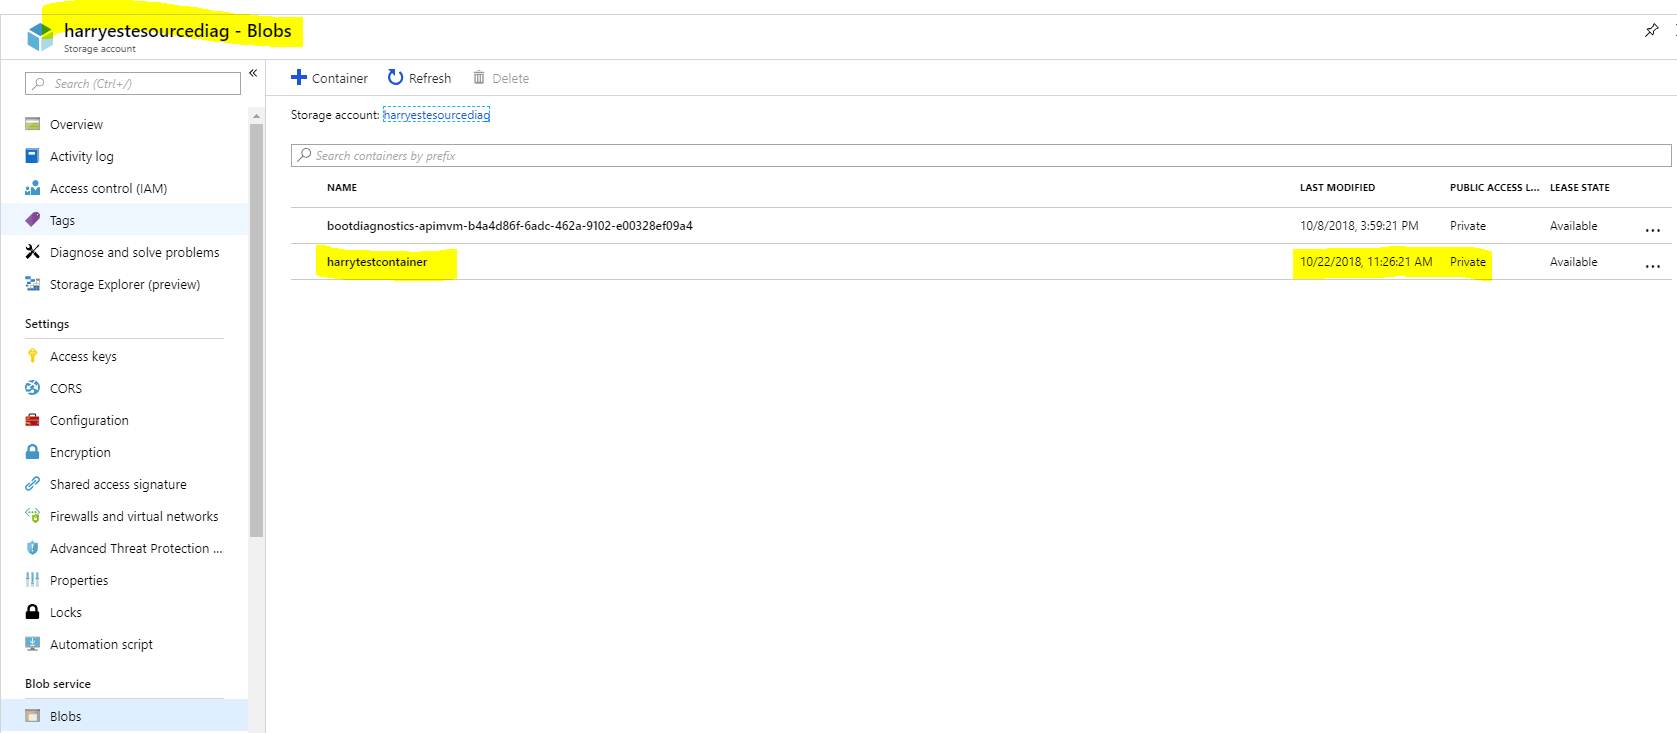 harryestesourcediag - Blobs
Storage account
Search (Ctrl+/)
«
Overview
Activity log
Access control (IAM)
Tags
Diagnose and solve problems
Storage Explorer (preview)
Settings
Access keys
CORS
Configuration
Encryption
Shared access signature
Firewalls and virtual networks
Advanced Threat Protection ...
Properties
Locks
Automation script
Blob service
Blobs
Container Refresh Delete
Storage account: harryestesourcediag
Search containers by prefix
NAME LAST MODIFIED PUBLIC ACCESS L... LEASE STATE
bootdiagnostics-apimvm-b4a4d86f-6adc-462a-9102-e00328ef09a4 10/8/2018, 3:59:21 PM Private Available ...
harrytestcontainer 10/22/2018, 11:26:21 AM Private Available ...